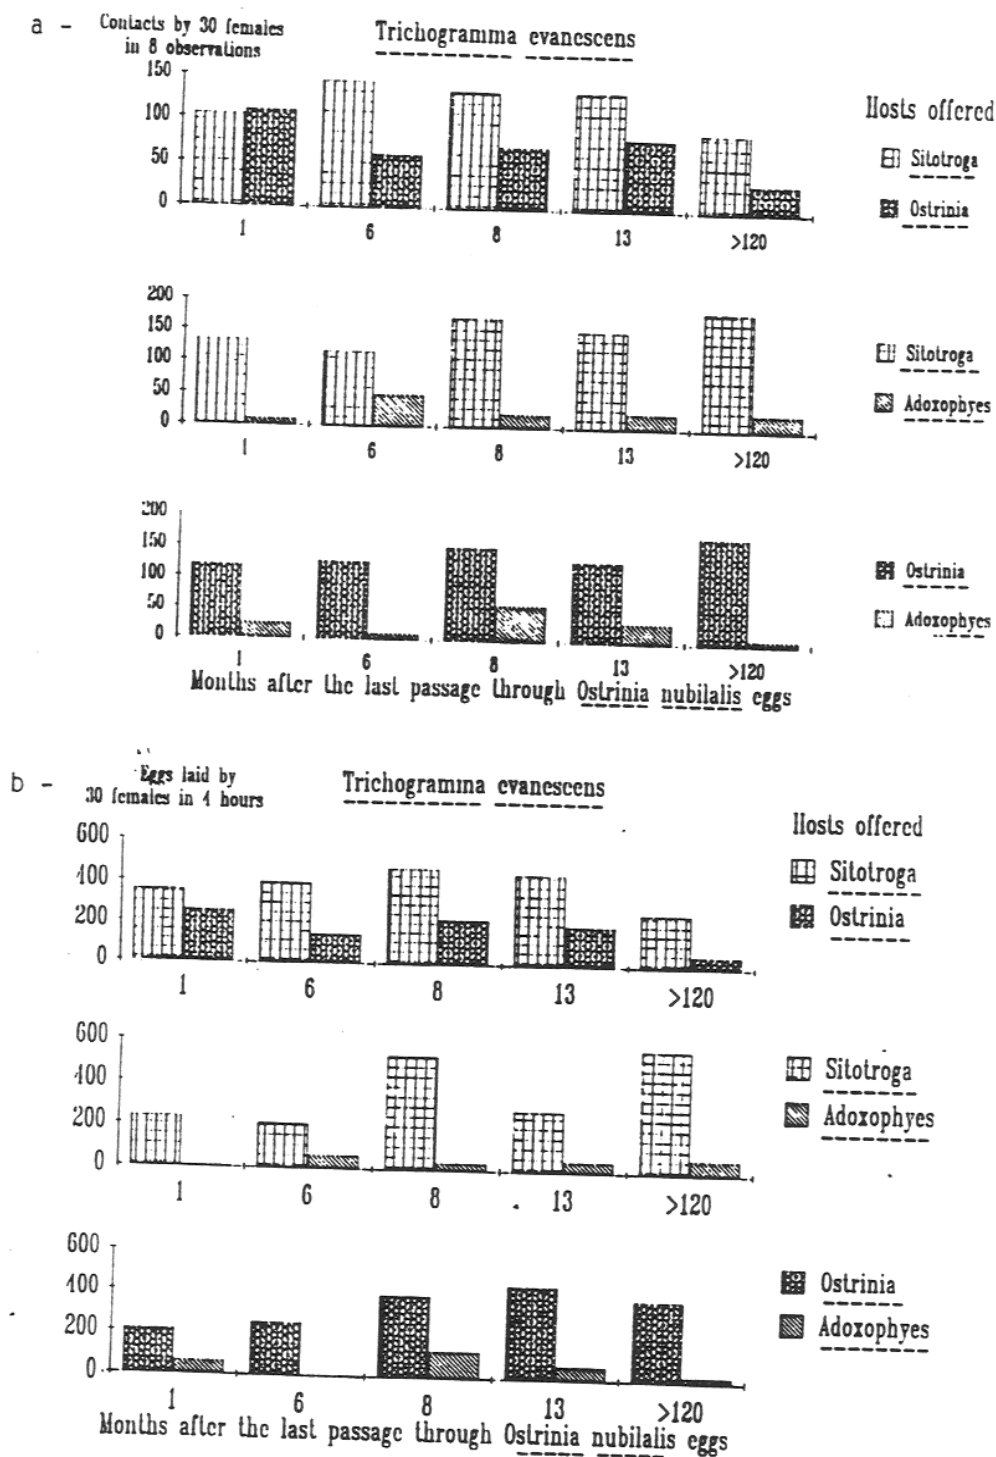 a -
Contacts by 30 females
in 8 observations
Trichogramma evanescens
150
100
50
0
1 6 8 13 >120
Hosts offered
Sitotroga
Ostrinia
200
150
100
50
0
1 6 8 13 >120
Sitotroga
Adoxophyes
200
150
100
50
0
1 6 8 13 >120
Ostrinia
Adoxophyes
Months after the last passage through Ostrinia nubilalis eggs
b -
Eggs laid by
30 females in 4 hours
Trichogramma evanescens
600
400
200
0
1 6 8 13 >120
Hosts offered
Sitotroga
Ostrinia
600
400
200
0
1 6 8 13 >120
Sitotroga
Adoxophyes
600
400
200
0
1 6 8 13 >120
Ostrinia
Adoxophyes
Months after the last passage through Ostrinia nubilalis eggs